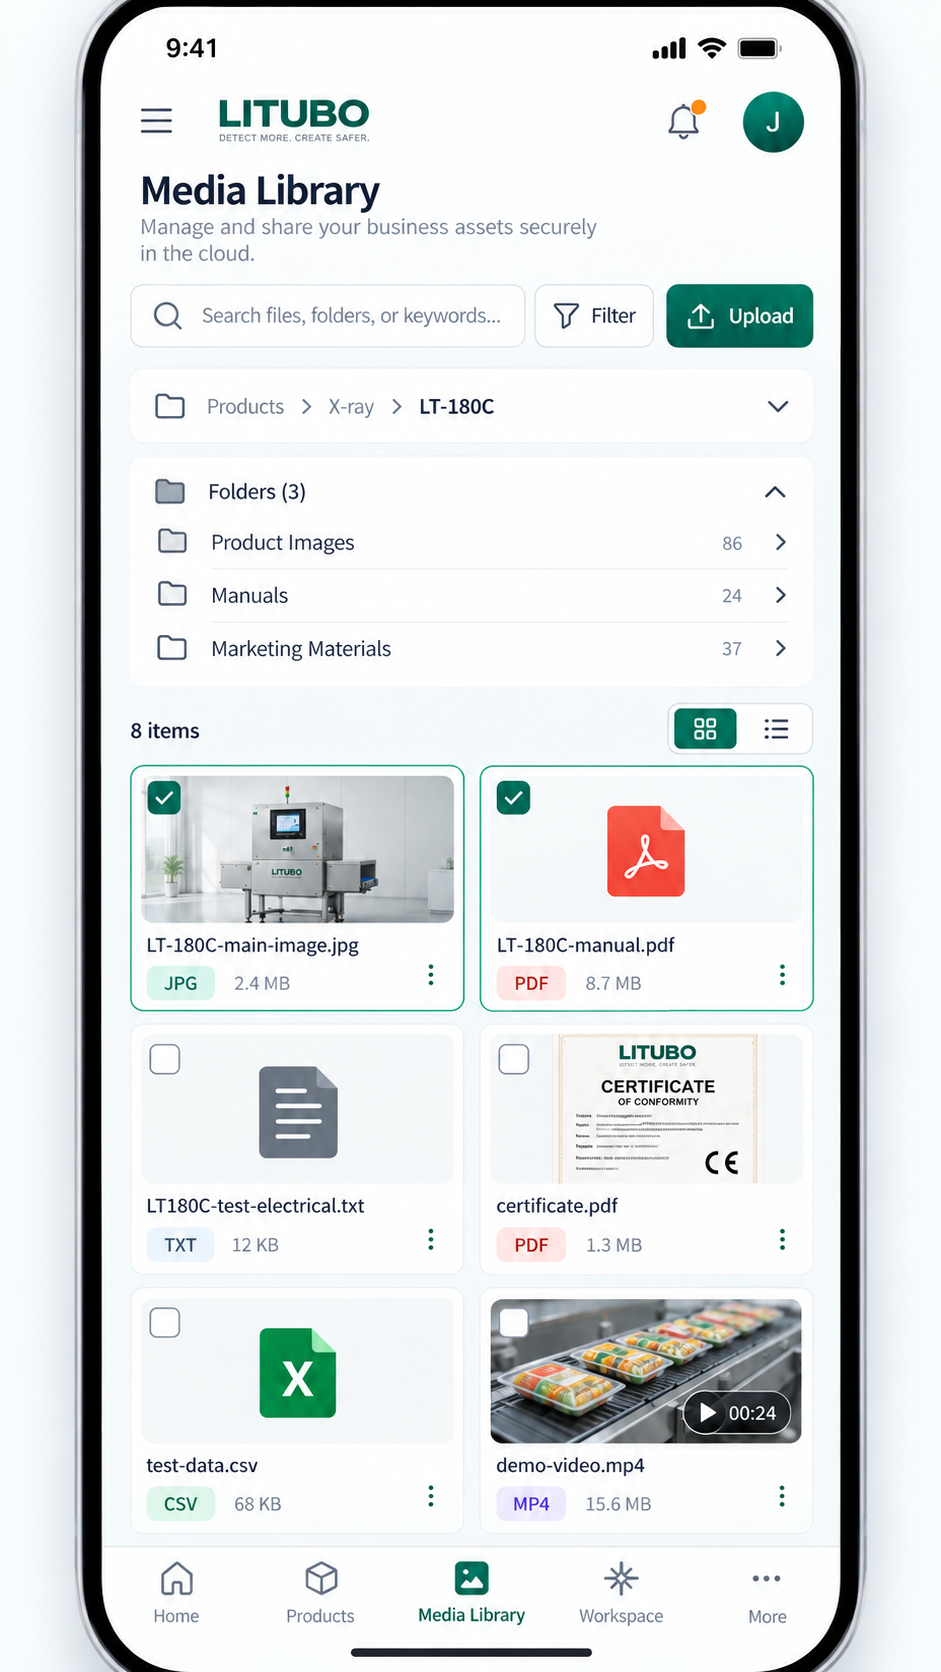 9:41
LITUBO
DETECT MORE. CREATE SAFER.
J
Media Library
Manage and share your business assets securely
in the cloud.
Search files, folders, or keywords...
Filter
Upload
Products > X-ray > LT-180C
Folders (3)
Product Images 86
Manuals 24
Marketing Materials 37
8 items
LITUBO
LT-180C-main-image.jpg
JPG 2.4 MB
LT-180C-manual.pdf
PDF 8.7 MB
LT180C-test-electrical.txt
TXT 12 KB
LITUBO
DETECT MORE. CREATE SAFER.
CERTIFICATE
OF CONFORMITY
CE
certificate.pdf
PDF 1.3 MB
X
test-data.csv
CSV 68 KB
00:24
demo-video.mp4
MP4 15.6 MB
Home
Products
Media Library
Workspace
More